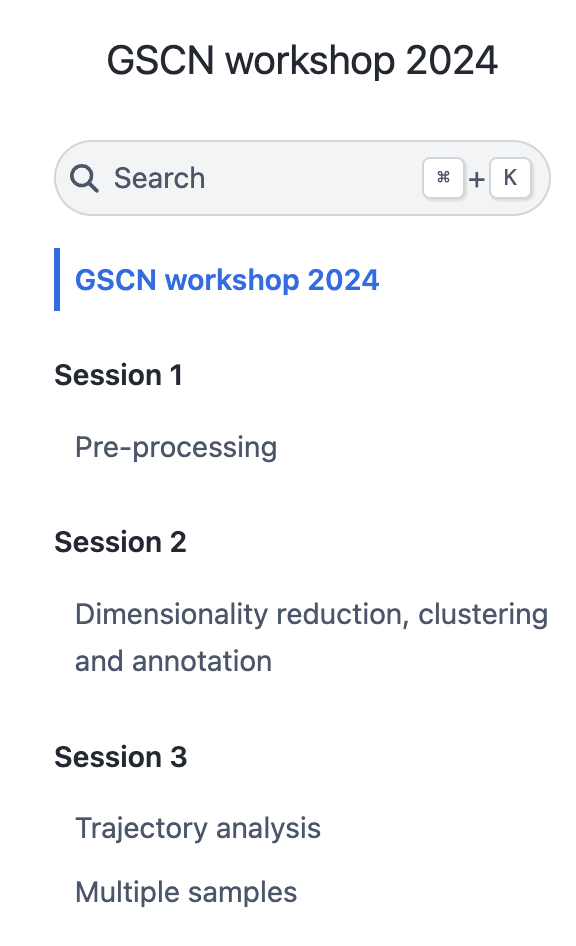 GSCN workshop 2024
Search ⌘ + K
GSCN workshop 2024
Session 1
Pre-processing
Session 2
Dimensionality reduction, clustering
and annotation
Session 3
Trajectory analysis
Multiple samples